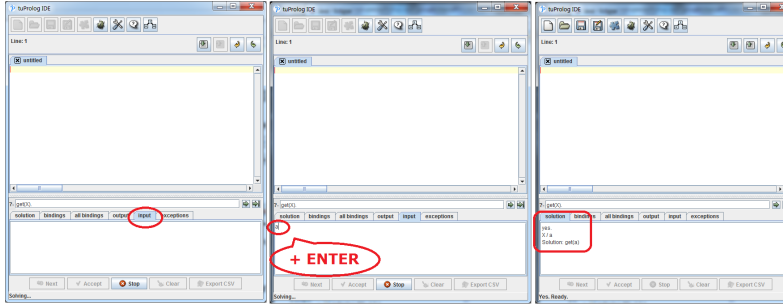 tuProlog IDE
Line: 1
untitled
?- get(X).
solution bindings all bindings output input exceptions
Next Accept Stop Clear Export CSV
Solving...
tuProlog IDE
Line: 1
untitled
?- get(X).
solution bindings all bindings output input exceptions
a
+ ENTER
Next Accept Stop Clear Export CSV
Solving...
tuProlog IDE
Line: 1
untitled
?- get(X).
solution bindings all bindings output input exceptions
yes.
X / a
Solution: get(a)
Next Accept Stop Clear Export CSV
Yes. Ready.